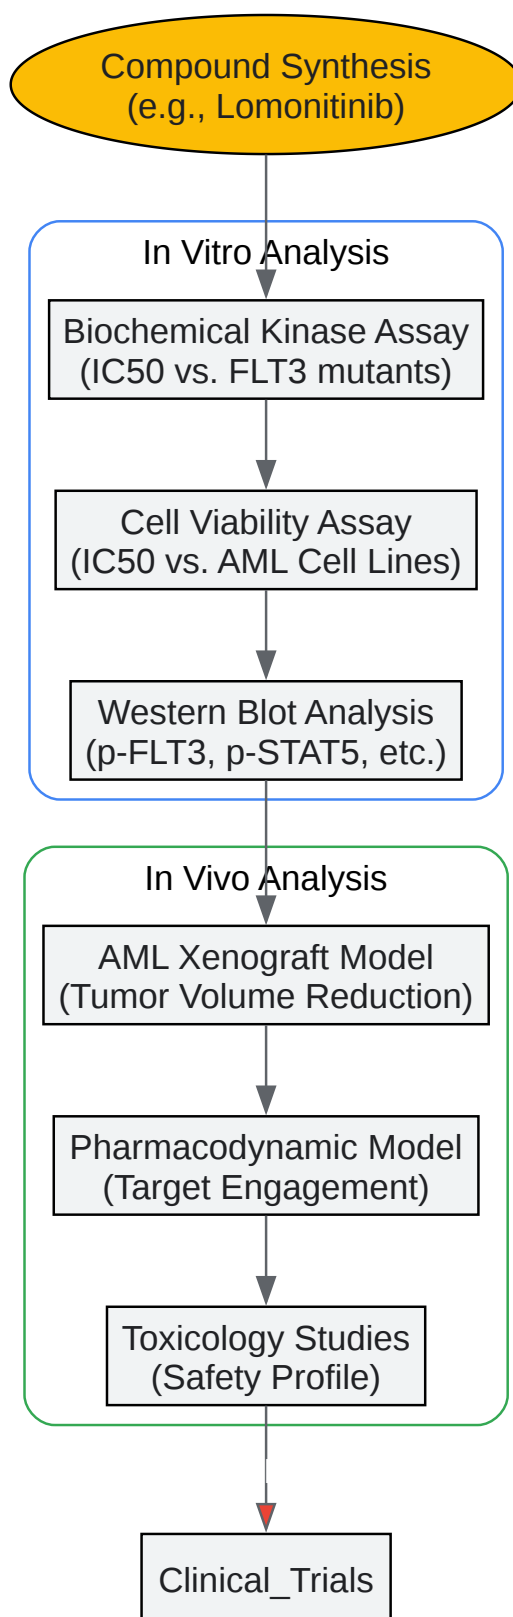 Compound Synthesis
(e.g., Lomonitinib)
In Vitro Analysis
Biochemical Kinase Assay
(IC50 vs. FLT3 mutants)
Cell Viability Assay
(IC50 vs. AML Cell Lines)
Western Blot Analysis
(p-FLT3, p-STAT5, etc.)
In Vivo Analysis
AML Xenograft Model
(Tumor Volume Reduction)
Pharmacodynamic Model
(Target Engagement)
Toxicology Studies
(Safety Profile)
Clinical_Trials